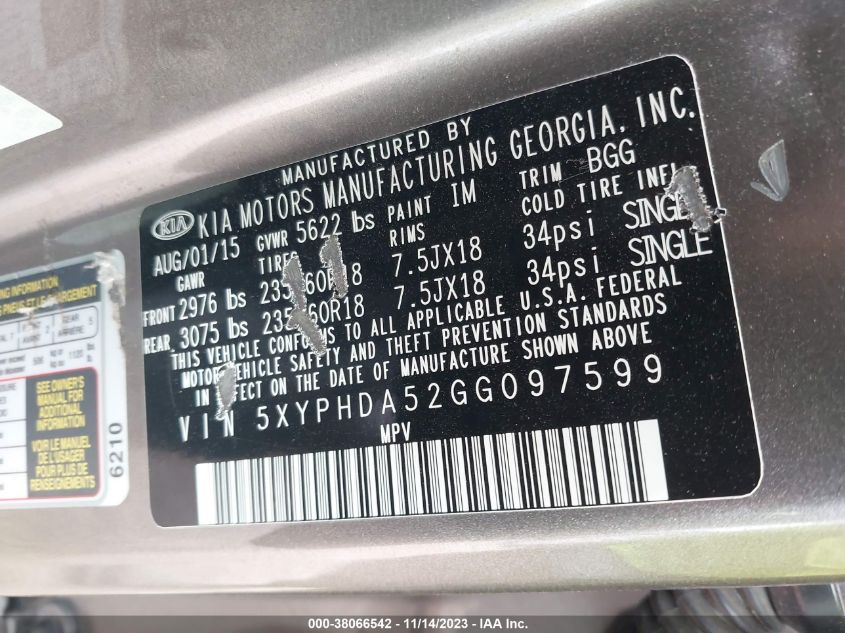 MANUFACTURED BY
KIA KIA MOTORS MANUFACTURING GEORGIA, INC.
AUG/01/15 GVWR 5622 lbs PAINT IM TRIM BGG
GAWR TIRES RIMS COLD TIRE INFL
FRONT 2976 lbs 7.5JX18 34psi SINGLE
REAR 3075 lbs 7.5JX18 34psi SINGLE
THIS VEHICLE CONFORMS TO ALL APPLICABLE U.S.A. FEDERAL
MOTOR VEHICLE SAFETY AND THEFT PREVENTION STANDARDS
IN EFFECT ON THE DATE OF MANUFACTURE SHOWN ABOVE
VIN 5XYPHDA52GG097599
MPV
INFORMATION
SEE OWNER'S
MANUAL FOR
ADDITIONAL
INFORMATION
VOIR LE MANUEL
DE L'USAGER
POUR PLUS DE
RENSEIGNEMENTS
6210
000-38066542 - 11/14/2023 - IAA Inc.